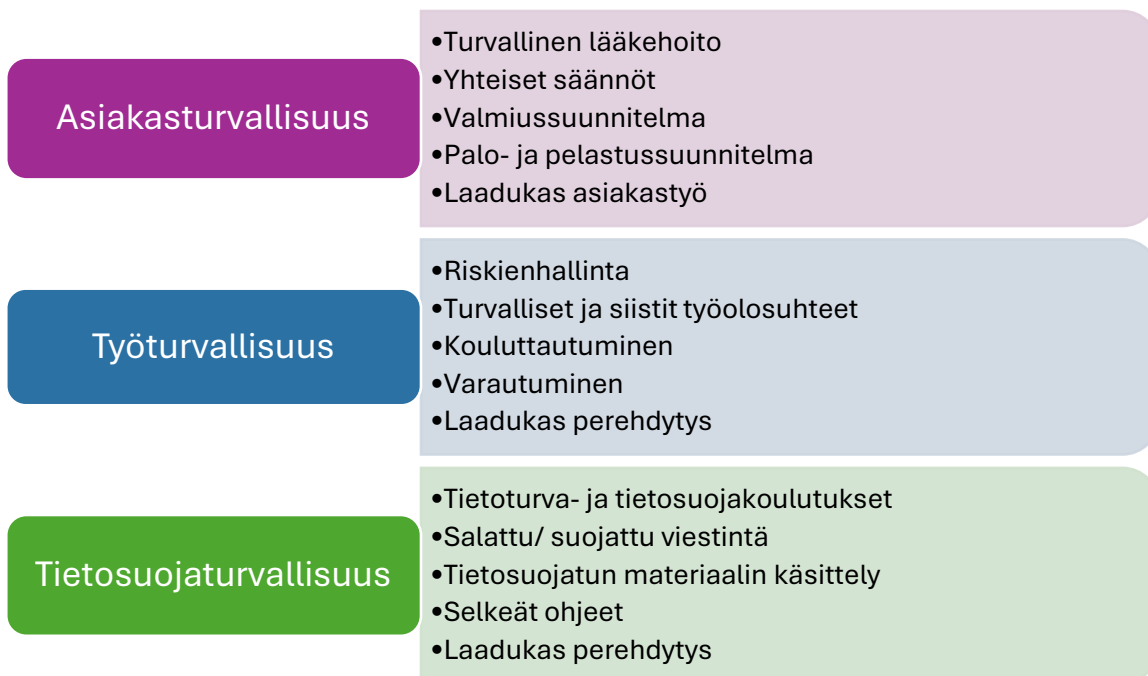 Asiakasturvallisuus
•Turvallinen lääkehoito
•Yhteiset säännöt
•Valmiussuunnitelma
•Palo- ja pelastussuunnitelma
•Laadukas asiakastyö
Työturvallisuus
•Riskienhallinta
•Turvalliset ja siistit työolosuhteet
•Kouluttautuminen
•Varautuminen
•Laadukas perehdytys
Tietosuojaturvallisuus
•Tietoturva- ja tietosuojakoulutukset
•Salattu/ suojattu viestintä
•Tietosuojatun materiaalin käsittely
•Selkeät ohjeet
•Laadukas perehdytys